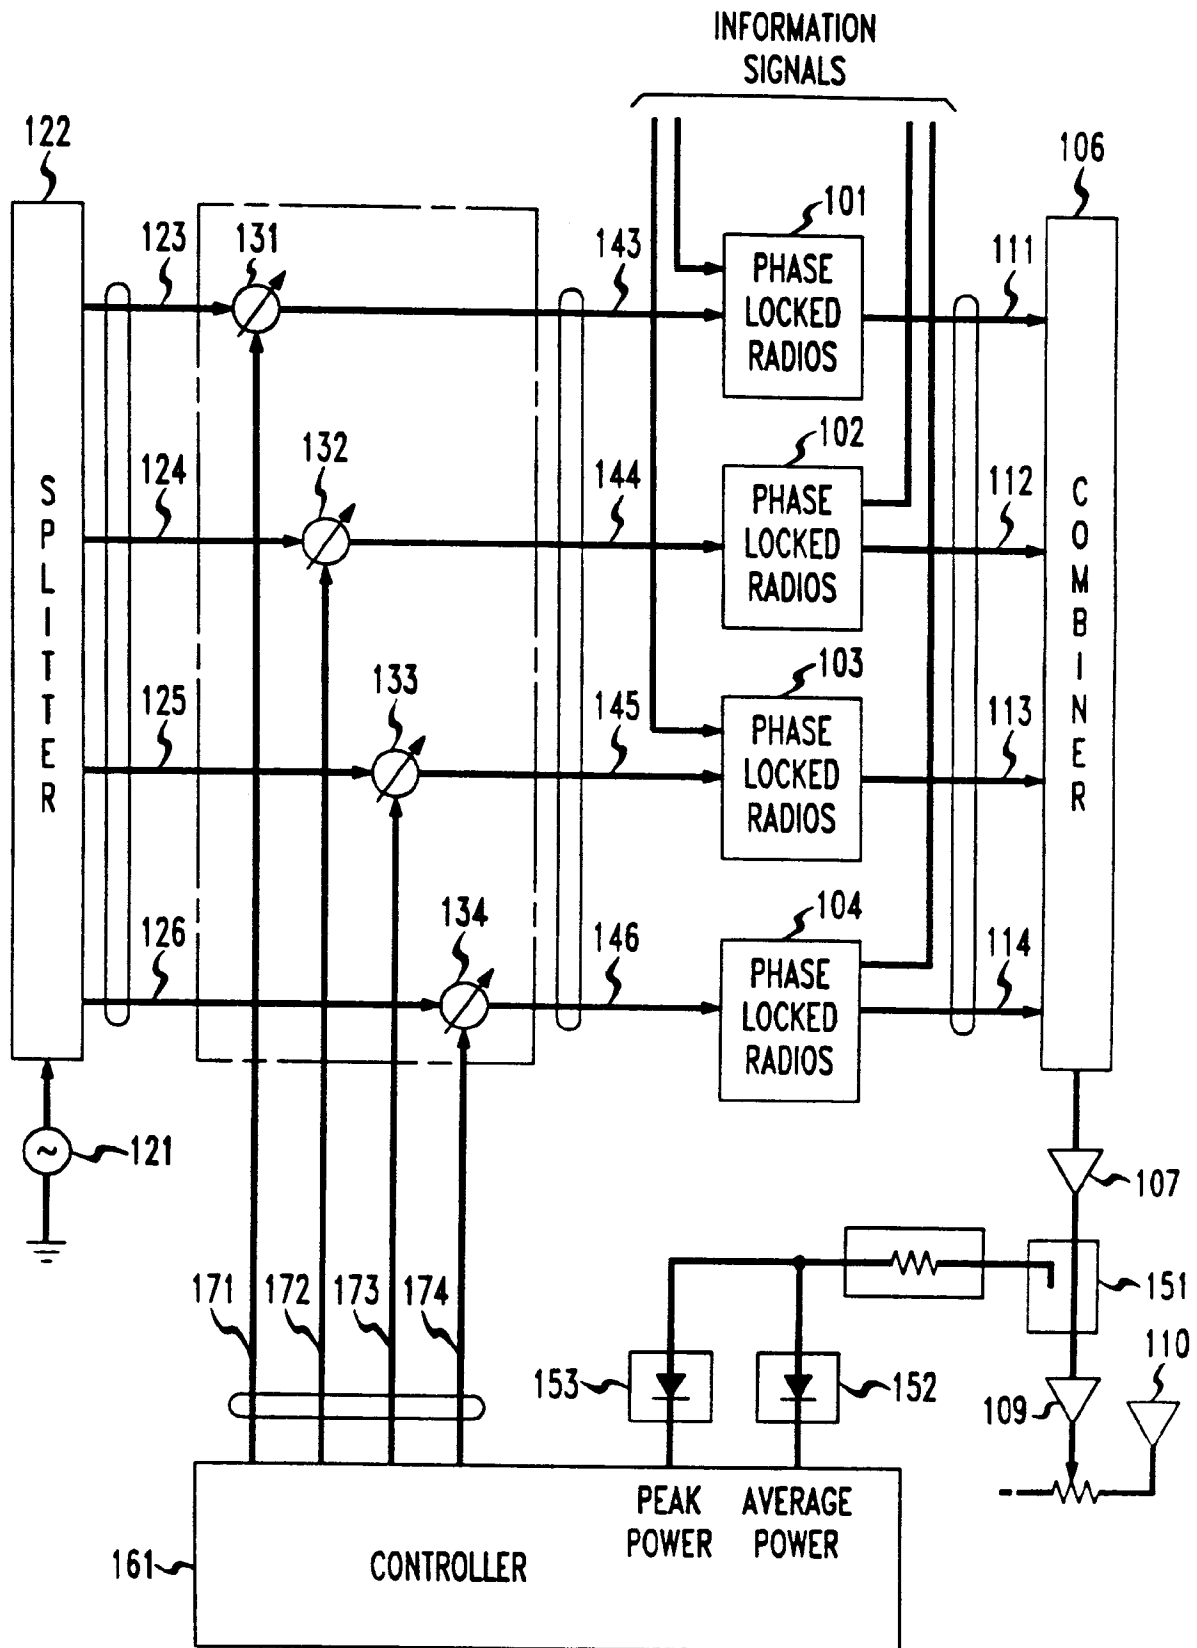 INFORMATION
SIGNALS
122
106
101
123
131
143
111
PHASE
LOCKED
RADIOS
102
132
124
144
112
PHASE
LOCKED
RADIOS
SPLITTER
COMBINER
103
133
125
145
113
PHASE
LOCKED
RADIOS
104
134
126
146
114
PHASE
LOCKED
RADIOS
~
121
107
171
172
173
174
151
110
153
152
109
PEAK
POWER
AVERAGE
POWER
161
CONTROLLER